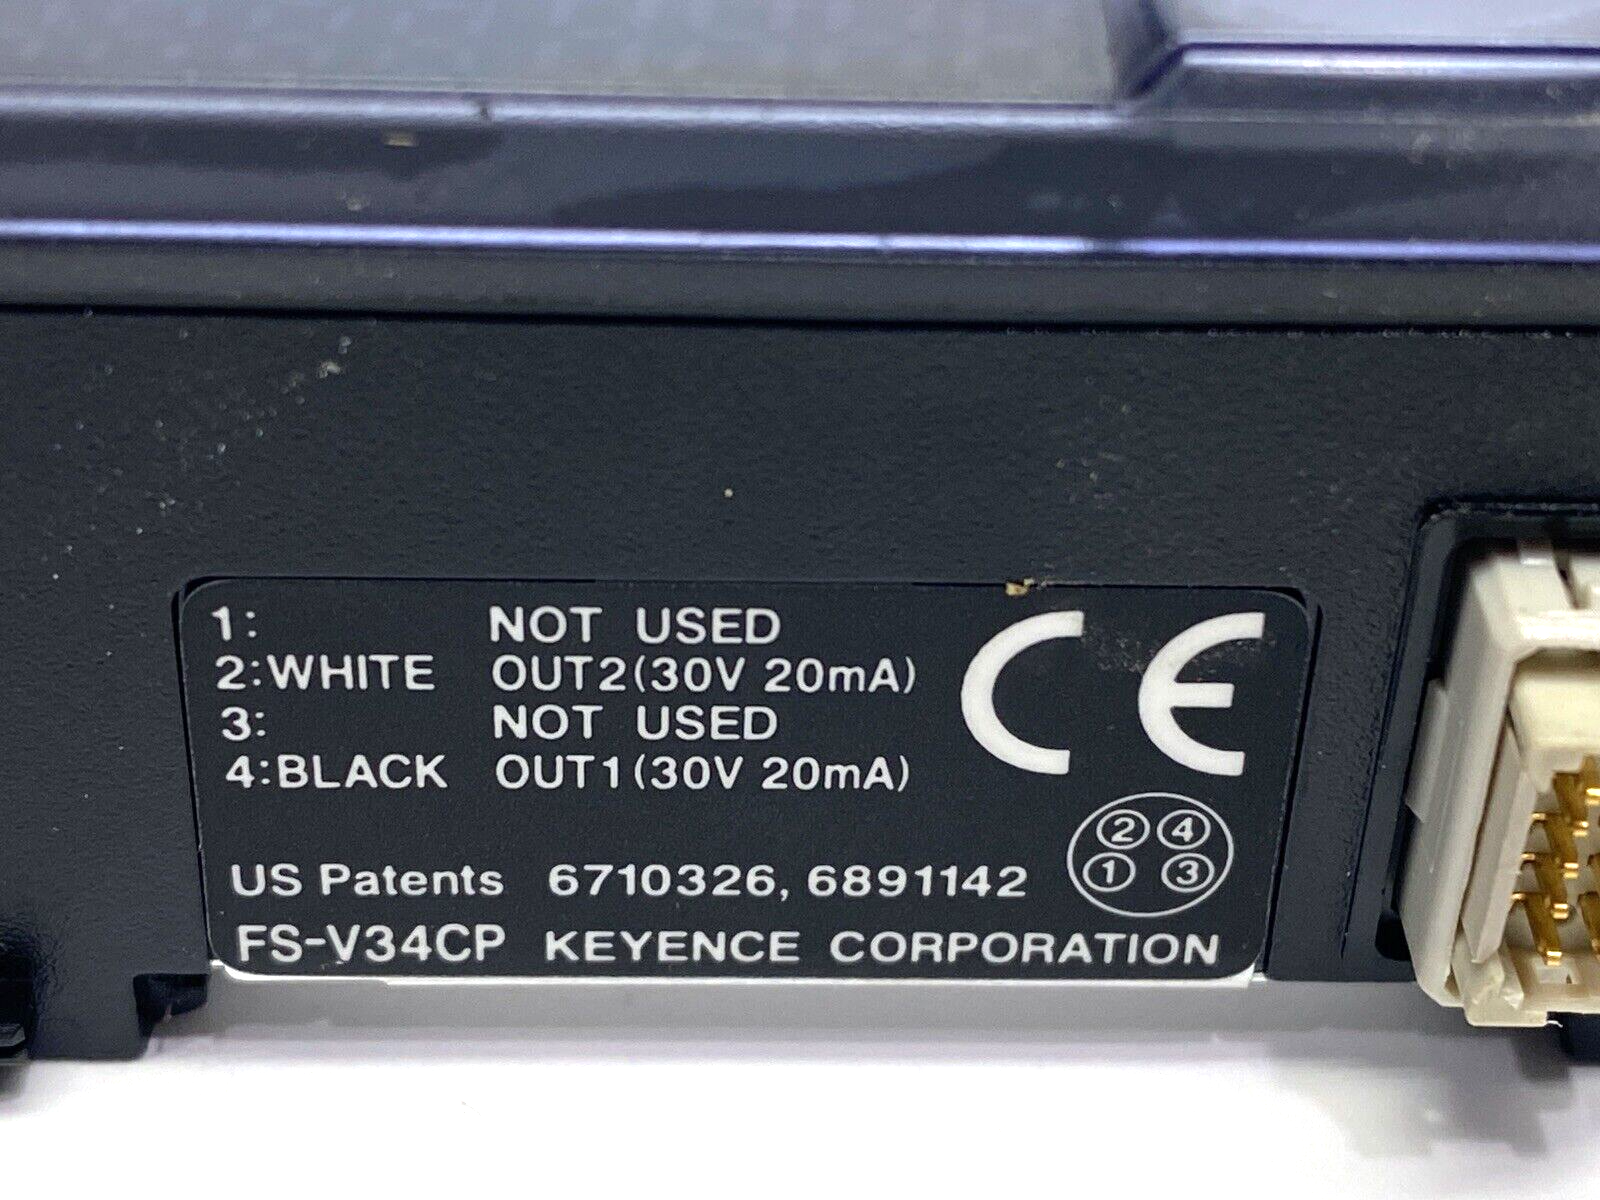 1: NOT USED
2:WHITE OUT2(30V 20mA)
3: NOT USED
4:BLACK OUT1(30V 20mA)
CE
2 4
1 3
US Patents 6710326, 6891142
FS-V34CP KEYENCE CORPORATION